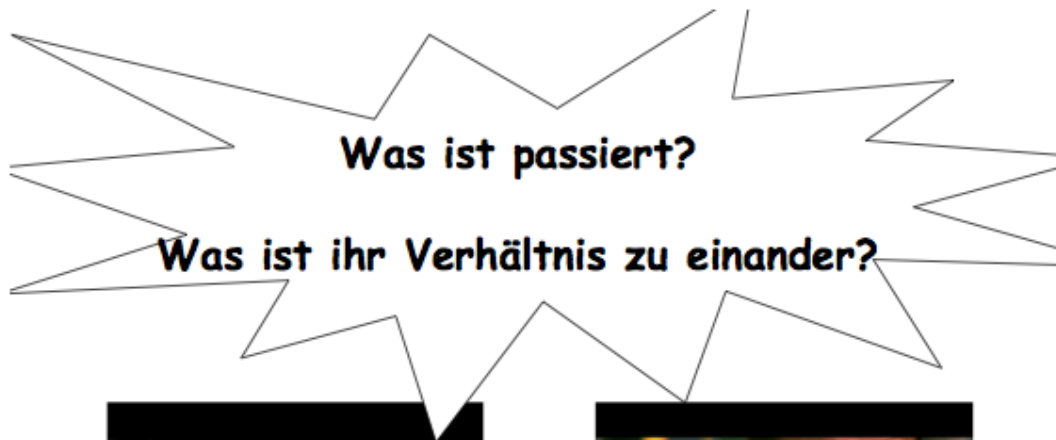 Was ist passiert?
Was ist ihr Verhältnis zu einander?